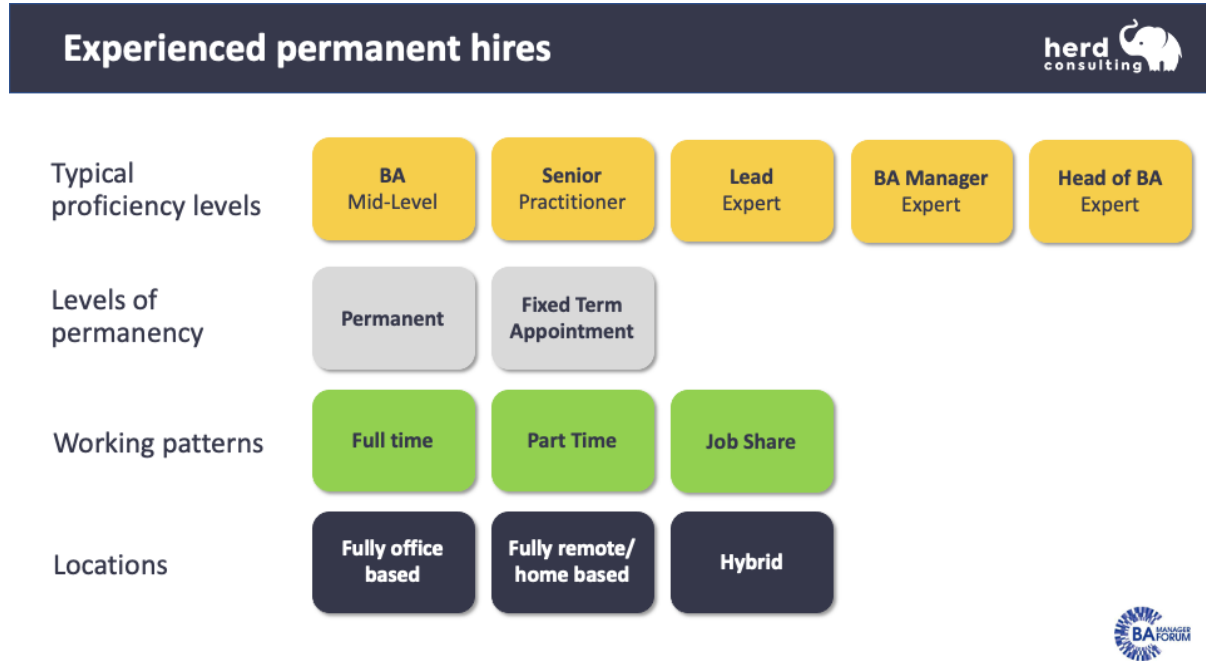 Experienced permanent hires
herd
consulting
Typical
proficiency levels
BA
Mid-Level
Senior
Practitioner
Lead
Expert
BA Manager
Expert
Head of BA
Expert
Levels of
permanency
Permanent
Fixed Term
Appointment
Working patterns
Full time
Part Time
Job Share
Locations
Fully office
based
Fully remote/
home based
Hybrid
BA MANAGER
FORUM